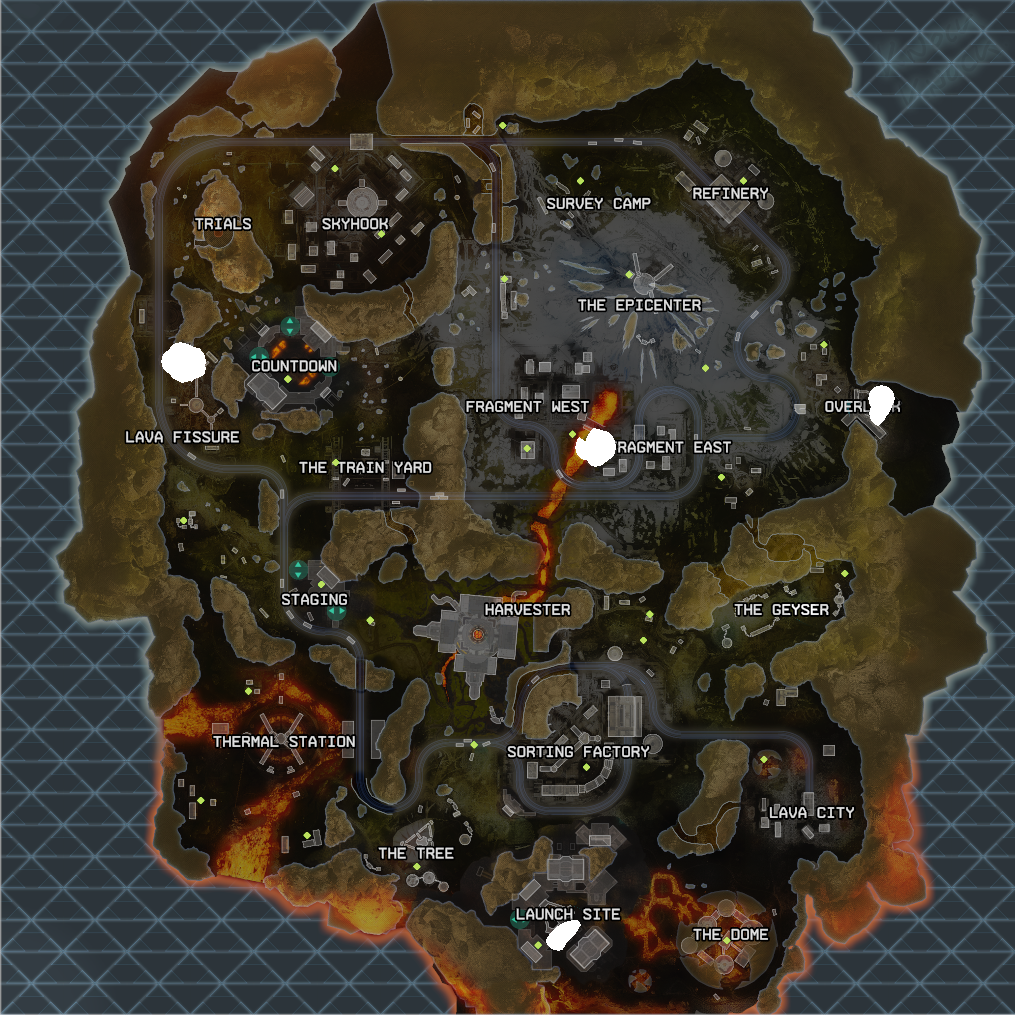 REFINERY
SURVEY CAMP
TRIALS
SKYHOOK
THE EPICENTER
COUNTDOWN
FRAGMENT WEST
LAVA FISSURE
THE TRAIN YARD
STAGING
HARVESTER
THE GEYSER
THERMAL STATION
SORTING FACTORY
LAVA CITY
THE TREE
LAUNCH SITE
THE DOME